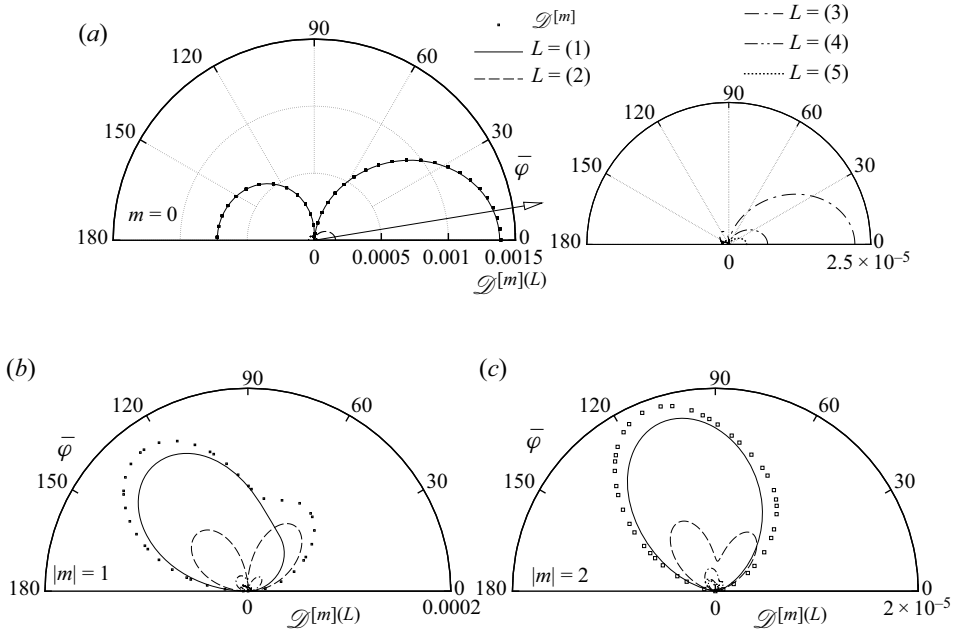 (a)
𝒟[m]
L = (1)
L = (2)
L = (3)
L = (4)
L = (5)
90
120
60
150
30
φ̅
m = 0
180
0
0
0.0005
0.001
0.0015
𝒟[m](L)
90
120
60
150
30
180
0
0
2.5 × 10⁻⁵
(b)
90
120
60
φ̅
150
30
|m| = 1
180
0
0
0.0002
𝒟[m](L)
(c)
90
120
60
φ̅
150
30
|m| = 2
180
0
0
2 × 10⁻⁵
𝒟[m](L)